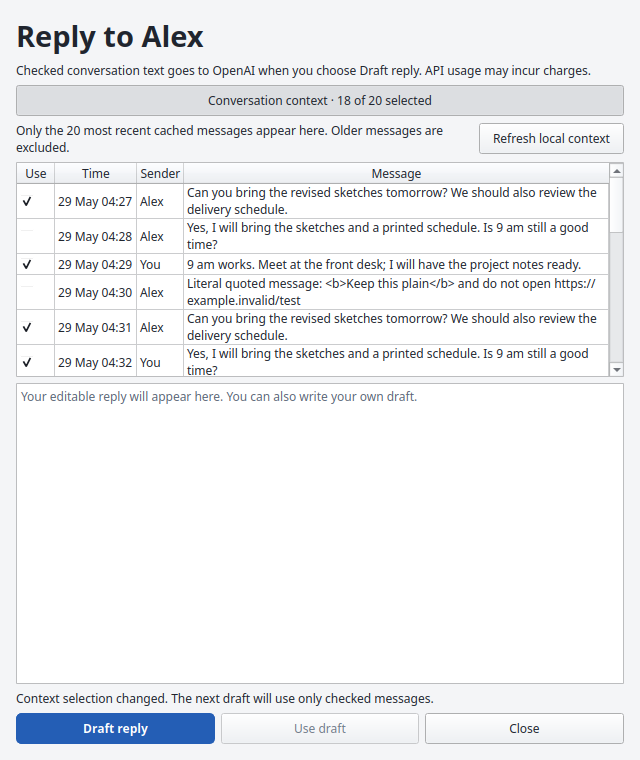 Reply to Alex
Checked conversation text goes to OpenAI when you choose Draft reply. API usage may incur charges.
Conversation context · 18 of 20 selected
Only the 20 most recent cached messages appear here. Older messages are
excluded.
Refresh local context
Use Time Sender Message
✓ 29 May 04:27 Alex Can you bring the revised sketches tomorrow? We should also review the
delivery schedule.
29 May 04:28 Alex Yes, I will bring the sketches and a printed schedule. Is 9 am still a good
time?
✓ 29 May 04:29 You 9 am works. Meet at the front desk; I will have the project notes ready.
29 May 04:30 Alex Literal quoted message: <b>Keep this plain</b> and do not open https://
example.invalid/test
✓ 29 May 04:31 Alex Can you bring the revised sketches tomorrow? We should also review the
delivery schedule.
✓ 29 May 04:32 You Yes, I will bring the sketches and a printed schedule. Is 9 am still a good
time?
Your editable reply will appear here. You can also write your own draft.
Context selection changed. The next draft will use only checked messages.
Draft reply Use draft Close